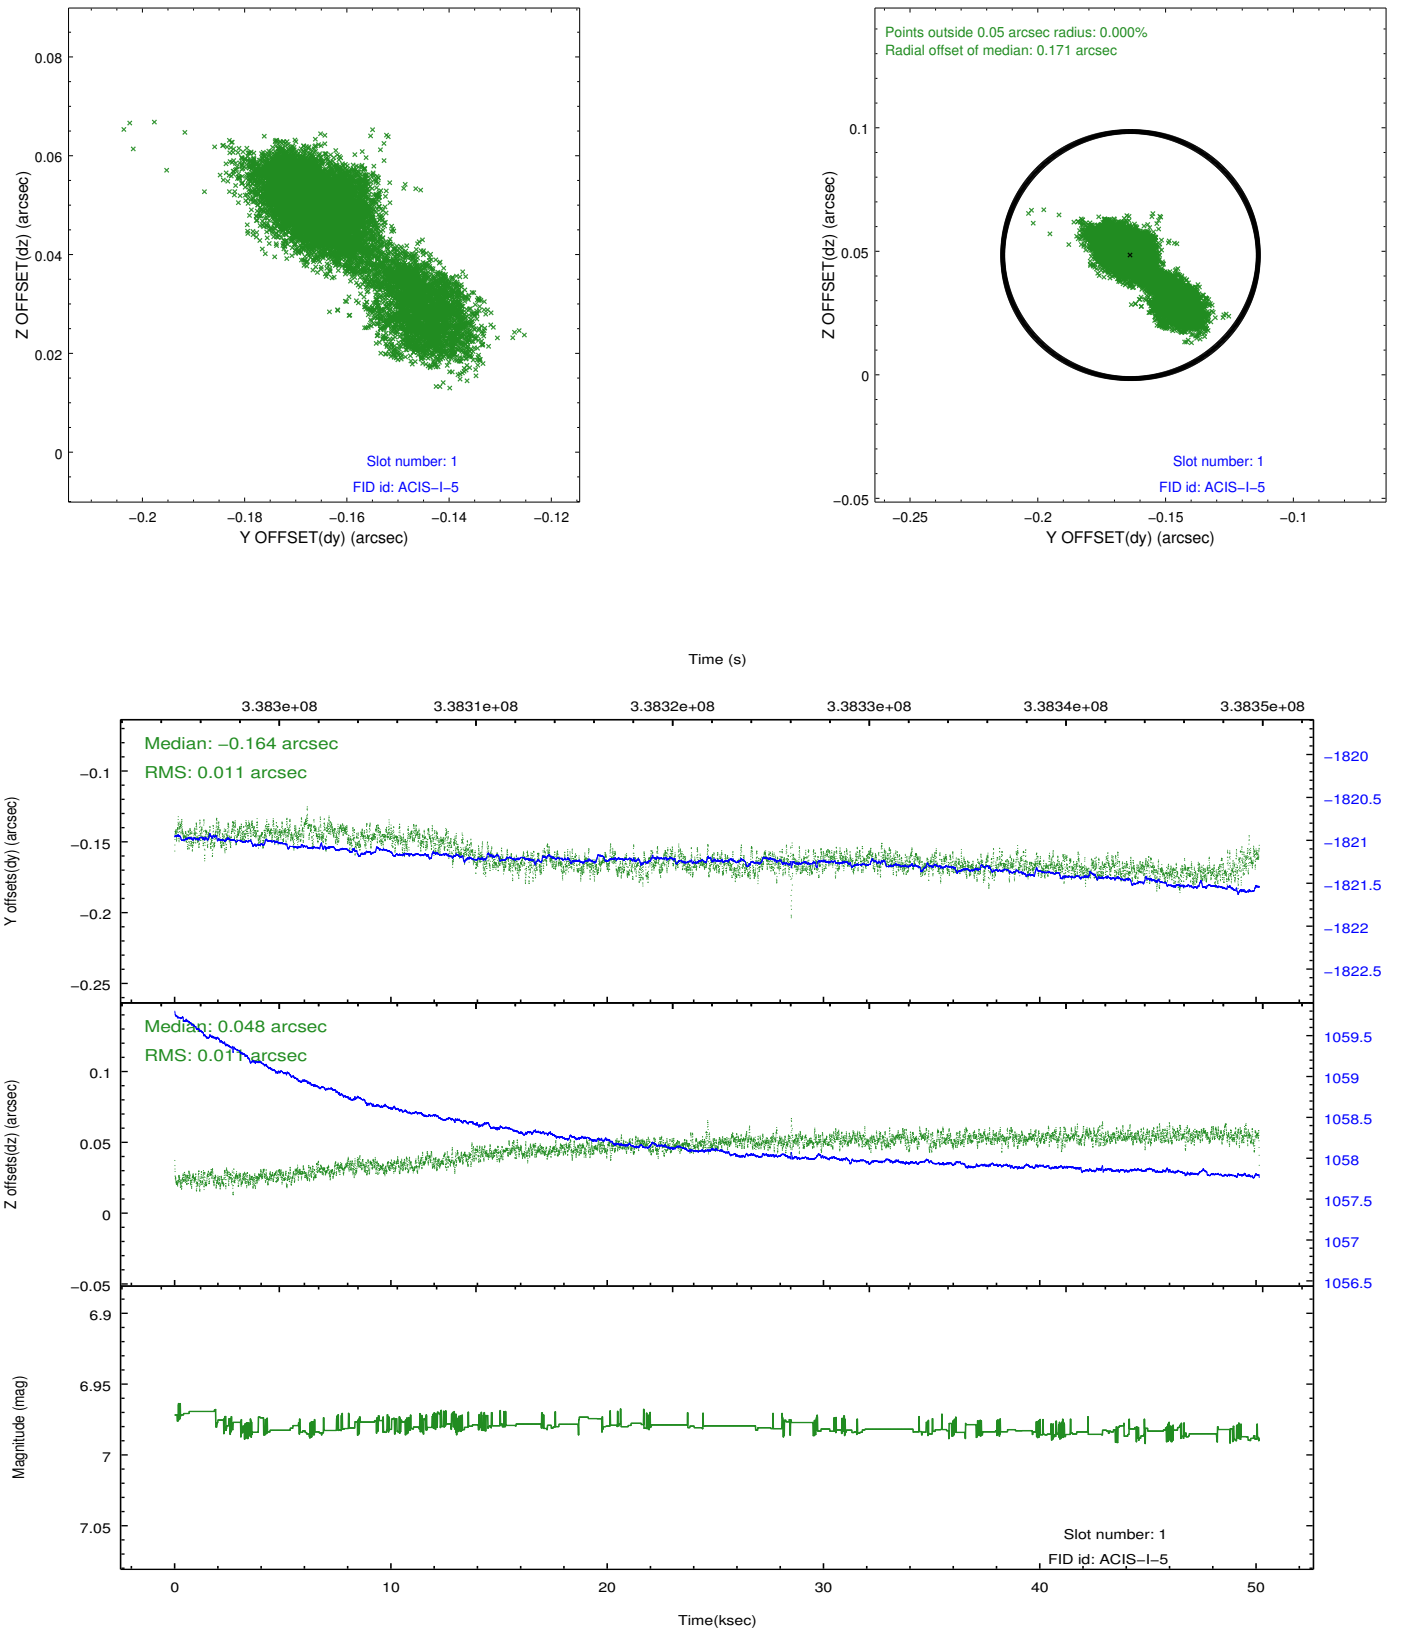 Points outside 0.05 arcsec radius: 0.000%
Radial offset of median: 0.171 arcsec
0.08
0.06
0.04
0.02
0
Z OFFSET(dz) (arcsec)
Slot number: 1
FID id: ACIS−I−5
−0.2
−0.18
−0.16
−0.14
−0.12
Y OFFSET(dy) (arcsec)
0.1
0.05
0
−0.05
Z OFFSET(dz) (arcsec)
Slot number: 1
FID id: ACIS−I−5
−0.25
−0.2
−0.15
−0.1
Y OFFSET(dy) (arcsec)
Time (s)
3.383e+08
3.3831e+08
3.3832e+08
3.3833e+08
3.3834e+08
3.3835e+08
Median: −0.164 arcsec
RMS: 0.011 arcsec
−0.1
−0.15
−0.2
−0.25
Y offsets(dy) (arcsec)
−1820
−1820.5
−1821
−1821.5
−1822
−1822.5
Median: 0.048 arcsec
RMS: 0.011 arcsec
0.1
0.05
0
−0.05
Z offsets(dz) (arcsec)
1059.5
1059
1058.5
1058
1057.5
1057
1056.5
6.9
6.95
7
7.05
Magnitude (mag)
Slot number: 1
FID id: ACIS−I−5
0
10
20
30
40
50
Time(ksec)